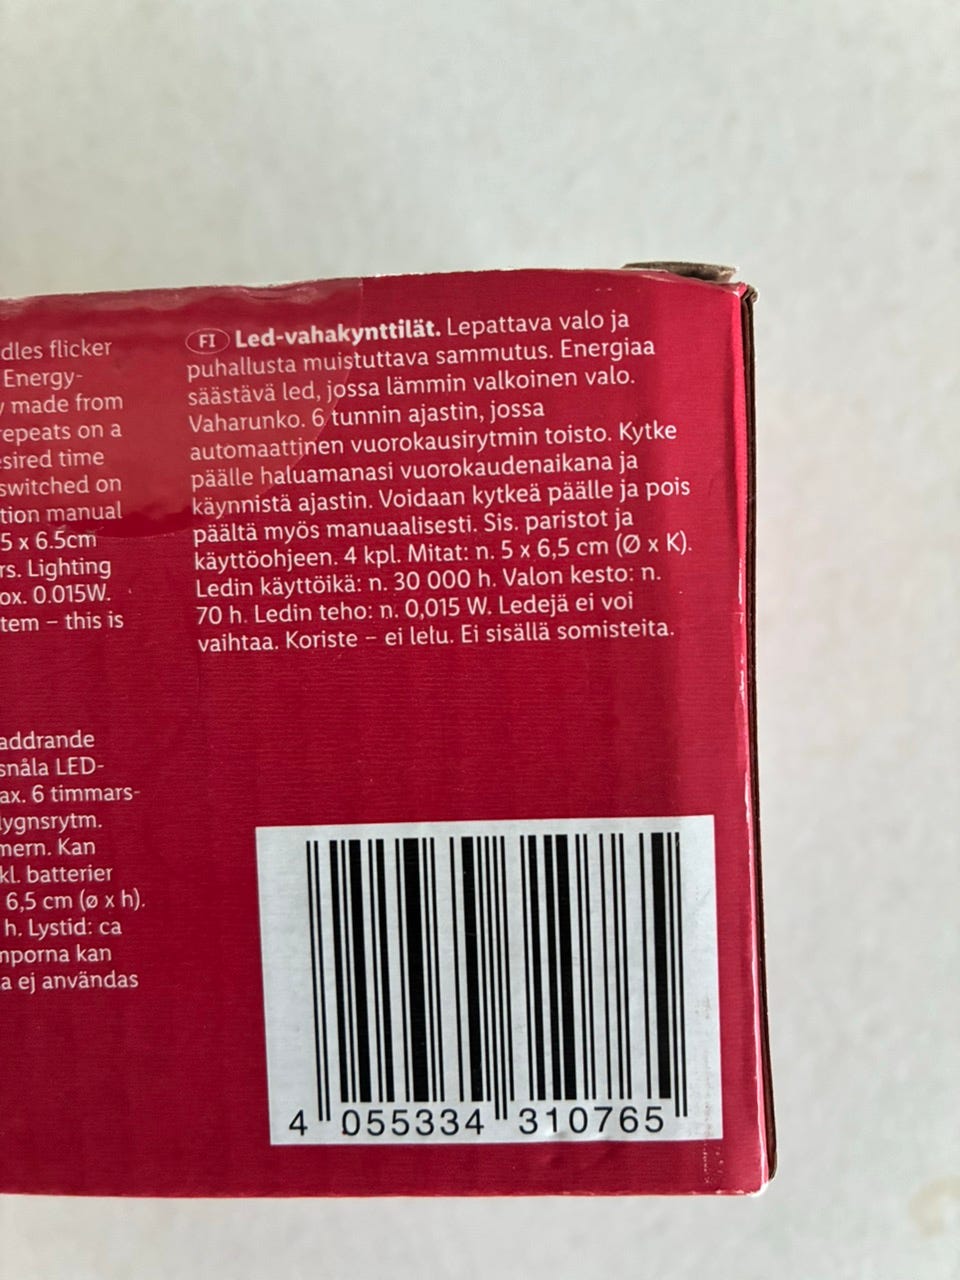 dles flicker
Energy-
made from
repeats on a
esired time
switched on
tion manual
5 x 6.5cm
rs. Lighting
ox. 0.015W.
tem – this is
FI Led-vahakynttilät. Lepattava valo ja
puhallusta muistuttava sammutus. Energiaa
säästävä led, jossa lämmin valkoinen valo.
Vaharunko. 6 tunnin ajastin, jossa
automaattinen vuorokausirytmin toisto. Kytke
päälle haluamanasi vuorokaudenaikana ja
käynnistä ajastin. Voidaan kytkeä päälle ja pois
päältä myös manuaalisesti. Sis. paristot ja
käyttöohjeen. 4 kpl. Mitat: n. 5 x 6,5 cm (Ø x K).
Ledin käyttöikä: n. 30 000 h. Valon kesto: n.
70 h. Ledin teho: n. 0,015 W. Ledejä ei voi
vaihtaa. Koriste – ei lelu. Ei sisällä somisteita.
addrande
snåla LED-
ax. 6 timmars-
lygnsrytm.
mern. Kan
kl. batterier
6,5 cm (ø x h).
h. Lystid: ca
mporna kan
a ej användas
4 055334 310765